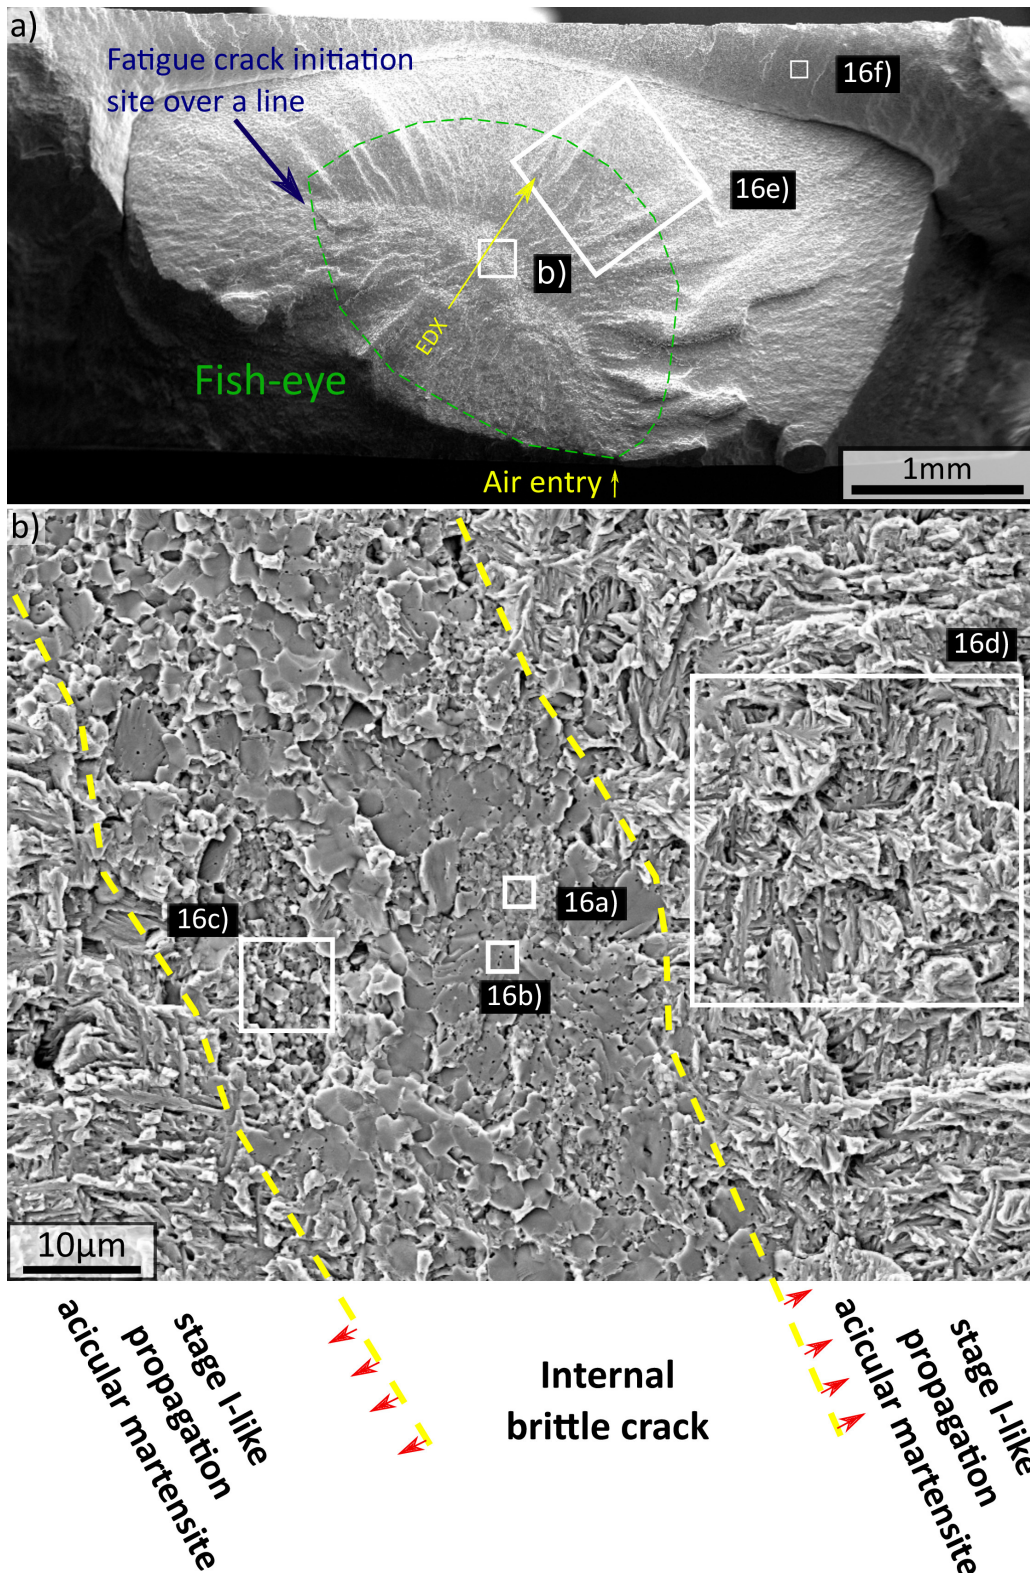 a)
Fatigue crack initiation
site over a line
16f)
16e)
b)
EDX
Fish-eye
1mm
Air entry
b)
16d)
16c)
16a)
16b)
10µm
stage I-like
propagation
acicular martensite
Internal
brittle crack
stage I-like
propagation
acicular martensite